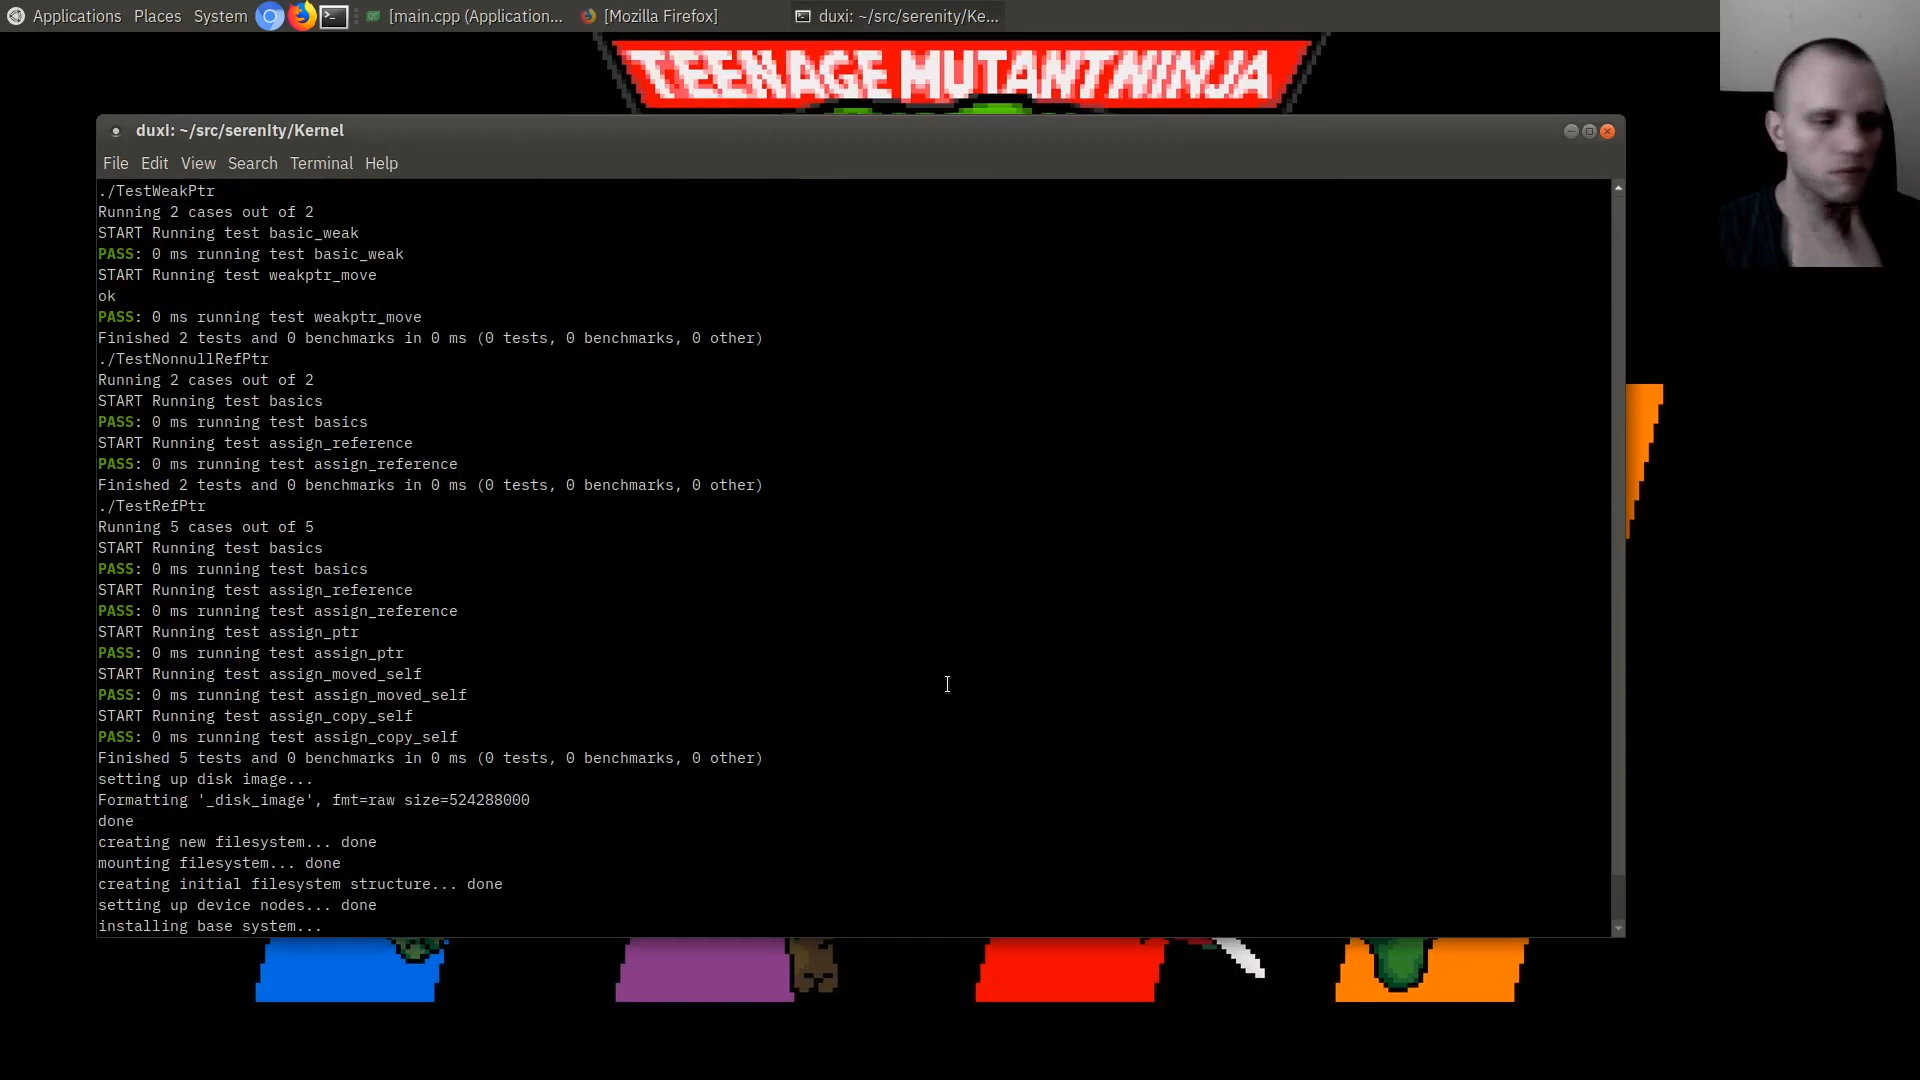 Applications Places System [main.cpp (Application... [Mozilla Firefox] duxi: ~/src/serenity/Ke...
TEENAGE MUTANT NINJA
duxi: ~/src/serenity/Kernel
File Edit View Search Terminal Help
./TestWeakPtr
Running 2 cases out of 2
START Running test basic_weak
PASS: 0 ms running test basic_weak
START Running test weakptr_move
ok
PASS: 0 ms running test weakptr_move
Finished 2 tests and 0 benchmarks in 0 ms (0 tests, 0 benchmarks, 0 other)
./TestNonnullRefPtr
Running 2 cases out of 2
START Running test basics
PASS: 0 ms running test basics
START Running test assign_reference
PASS: 0 ms running test assign_reference
Finished 2 tests and 0 benchmarks in 0 ms (0 tests, 0 benchmarks, 0 other)
./TestRefPtr
Running 5 cases out of 5
START Running test basics
PASS: 0 ms running test basics
START Running test assign_reference
PASS: 0 ms running test assign_reference
START Running test assign_ptr
PASS: 0 ms running test assign_ptr
START Running test assign_moved_self
PASS: 0 ms running test assign_moved_self
START Running test assign_copy_self
PASS: 0 ms running test assign_copy_self
Finished 5 tests and 0 benchmarks in 0 ms (0 tests, 0 benchmarks, 0 other)
setting up disk image...
Formatting '_disk_image', fmt=raw size=524288000
done
creating new filesystem... done
mounting filesystem... done
creating initial filesystem structure... done
setting up device nodes... done
installing base system...